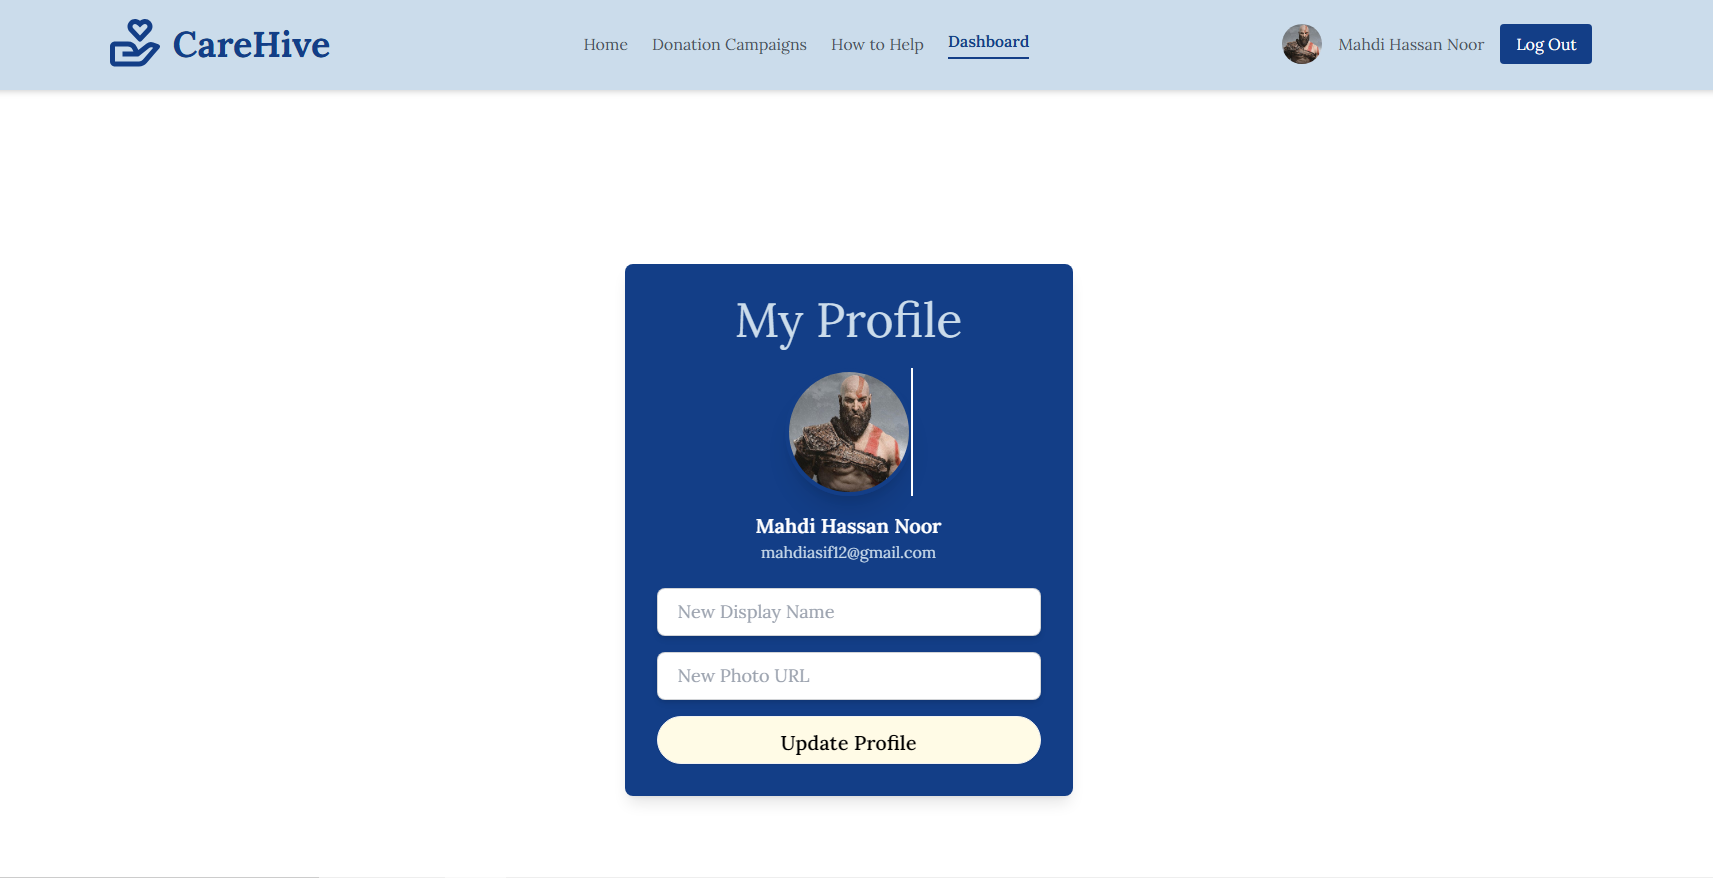 CareHive
Home Donation Campaigns How to Help Dashboard
Mahdi Hassan Noor Log Out
My Profile
Mahdi Hassan Noor
mahdiasif12@gmail.com
New Display Name
New Photo URL
Update Profile